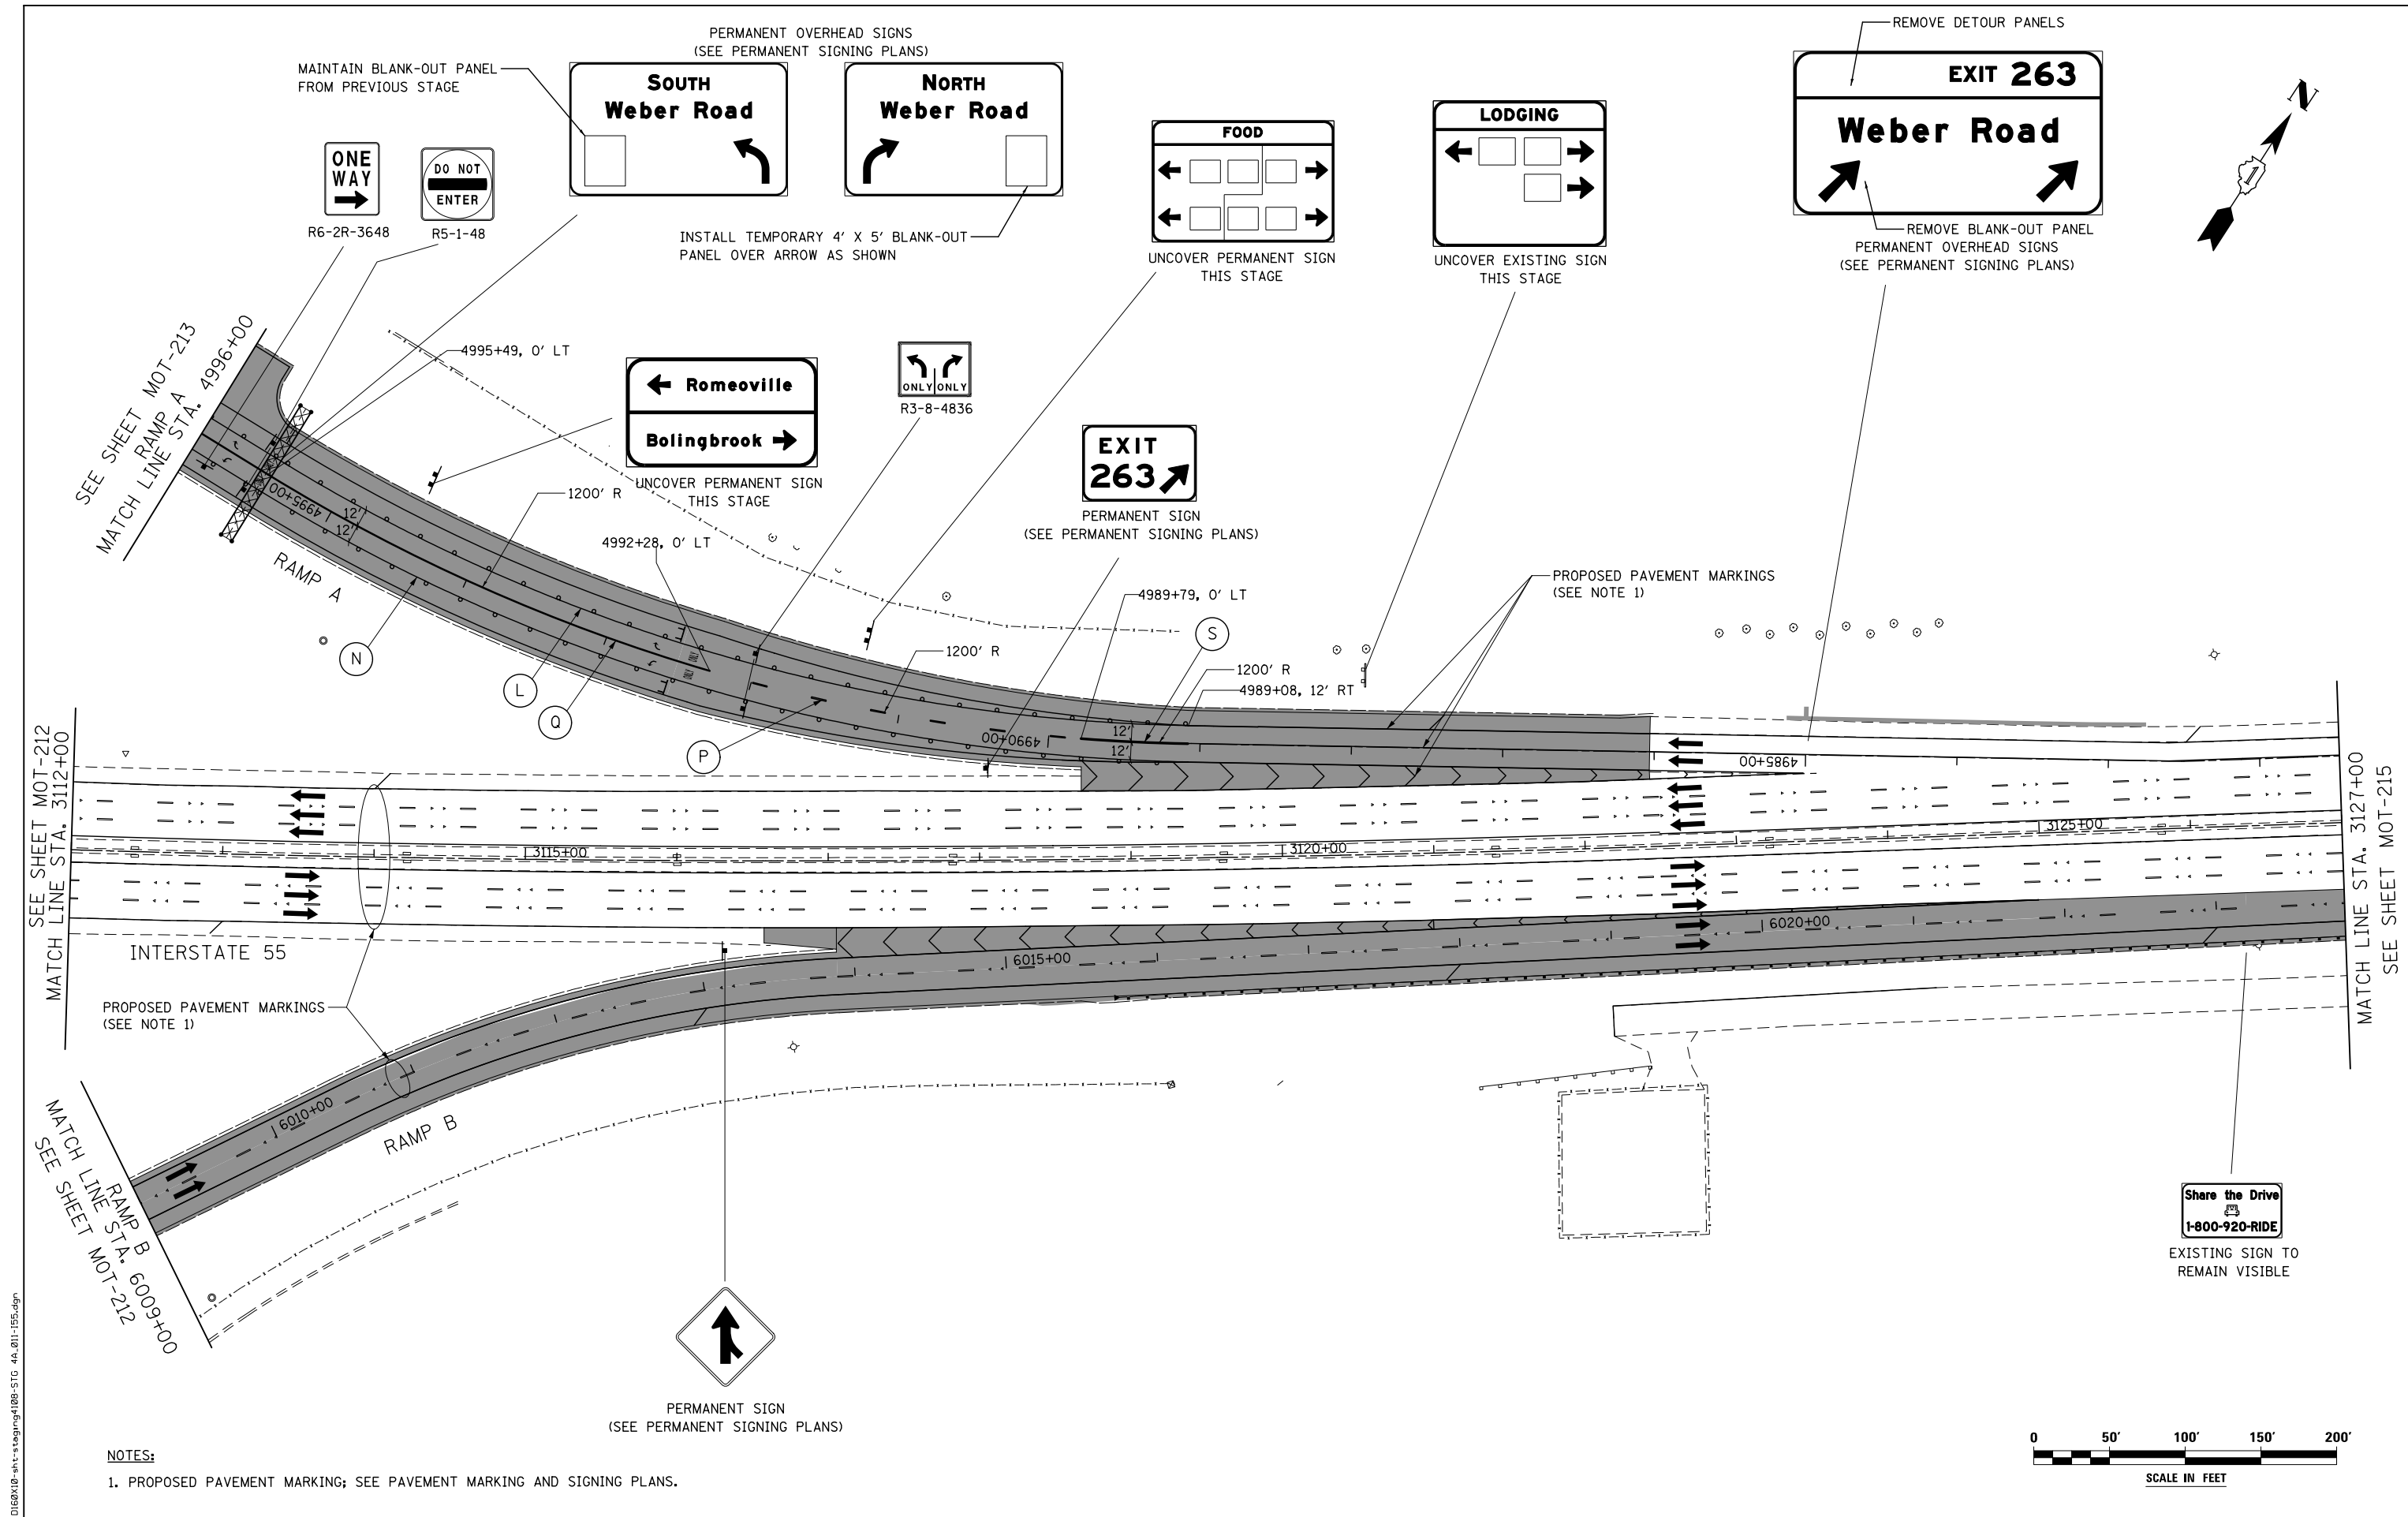 REMOVE DETOUR PANELS
PERMANENT OVERHEAD SIGNS
(SEE PERMANENT SIGNING PLANS)
MAINTAIN BLANK-OUT PANEL
FROM PREVIOUS STAGE
SOUTH
Weber Road
NORTH
Weber Road
EXIT 263
Weber Road
FOOD
LODGING
N
1
ONE
WAY
R6-2R-3648
DO NOT
ENTER
R5-1-48
INSTALL TEMPORARY 4' X 5' BLANK-OUT
PANEL OVER ARROW AS SHOWN
UNCOVER PERMANENT SIGN
THIS STAGE
UNCOVER EXISTING SIGN
THIS STAGE
REMOVE BLANK-OUT PANEL
PERMANENT OVERHEAD SIGNS
(SEE PERMANENT SIGNING PLANS)
SEE SHEET MOT-213
RAMP A
MATCH LINE STA. 4996+00
4995+49, 0' LT
Romeoville
Bolingbrook
UNCOVER PERMANENT SIGN
THIS STAGE
ONLY ONLY
R3-8-4836
EXIT
263
PERMANENT SIGN
(SEE PERMANENT SIGNING PLANS)
1200' R
4995+00
12'
12'
4992+28, 0' LT
RAMP A
PROPOSED PAVEMENT MARKINGS
(SEE NOTE 1)
4989+79, 0' LT
S
1200' R
1200' R
4989+08, 12' RT
ONLY
ONLY
N
L
Q
P
4990+00
12'
12'
4985+00
SEE SHEET MOT-212
MATCH LINE STA. 3112+00
3115+00
3120+00
3125+00
MATCH LINE STA. 3127+00
SEE SHEET MOT-215
INTERSTATE 55
6015+00
6020+00
PROPOSED PAVEMENT MARKINGS
(SEE NOTE 1)
6010+00
RAMP B
RAMP B
MATCH LINE STA. 6009+00
SEE SHEET MOT-212
Share the Drive
1-800-920-RIDE
EXISTING SIGN TO
REMAIN VISIBLE
PERMANENT SIGN
(SEE PERMANENT SIGNING PLANS)
NOTES:
1. PROPOSED PAVEMENT MARKING; SEE PAVEMENT MARKING AND SIGNING PLANS.
0 50' 100' 150' 200'
SCALE IN FEET